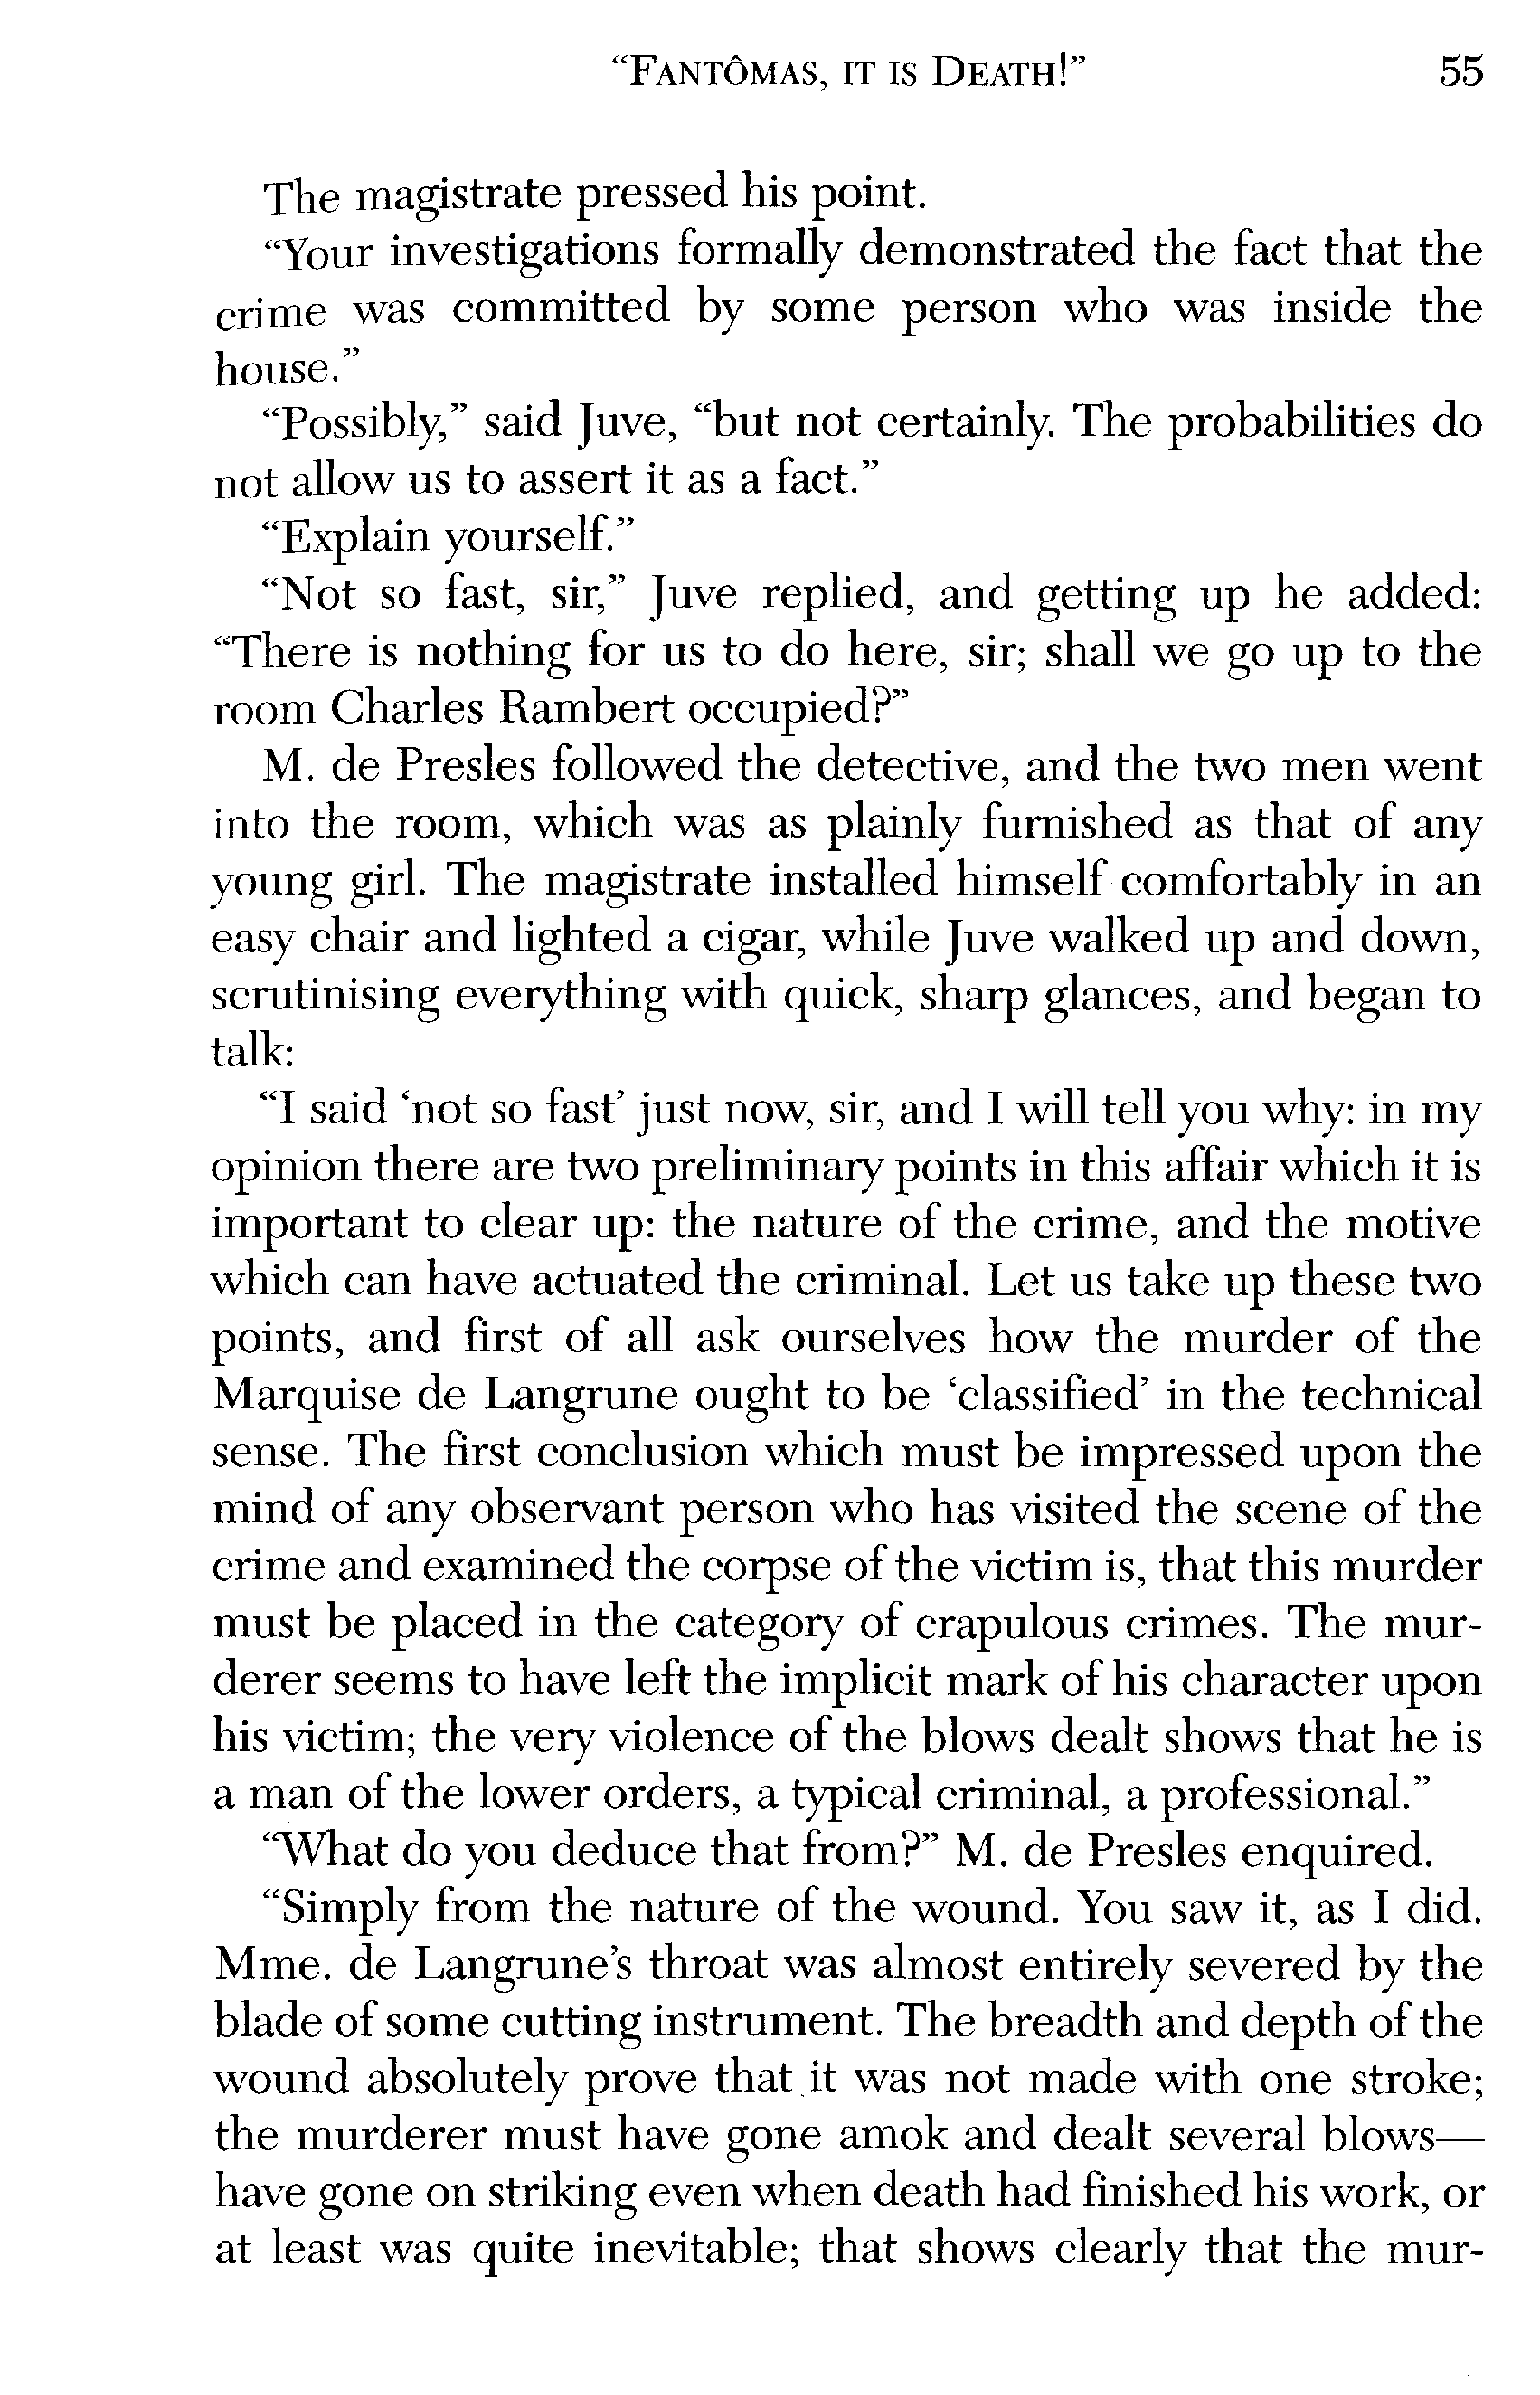 “FANTÔMAS, IT IS DEATH!” 55
The magistrate pressed his point.
“Your investigations formally demonstrated the fact that the
crime was committed by some person who was inside the
house.”
“Possibly,” said Juve, “but not certainly. The probabilities do
not allow us to assert it as a fact.”
“Explain yourself.”
“Not so fast, sir,” Juve replied, and getting up he added:
“There is nothing for us to do here, sir; shall we go up to the
room Charles Rambert occupied?”
M. de Presles followed the detective, and the two men went
into the room, which was as plainly furnished as that of any
young girl. The magistrate installed himself comfortably in an
easy chair and lighted a cigar, while Juve walked up and down,
scrutinising everything with quick, sharp glances, and began to
talk:
“I said ‘not so fast’ just now, sir, and I will tell you why: in my
opinion there are two preliminary points in this affair which it is
important to clear up: the nature of the crime, and the motive
which can have actuated the criminal. Let us take up these two
points, and first of all ask ourselves how the murder of the
Marquise de Langrune ought to be ‘classified’ in the technical
sense. The first conclusion which must be impressed upon the
mind of any observant person who has visited the scene of the
crime and examined the corpse of the victim is, that this murder
must be placed in the category of crapulous crimes. The mur-
derer seems to have left the implicit mark of his character upon
his victim; the very violence of the blows dealt shows that he is
a man of the lower orders, a typical criminal, a professional.”
“What do you deduce that from?” M. de Presles enquired.
“Simply from the nature of the wound. You saw it, as I did.
Mme. de Langrune’s throat was almost entirely severed by the
blade of some cutting instrument. The breadth and depth of the
wound absolutely prove that it was not made with one stroke;
the murderer must have gone amok and dealt several blows—
have gone on striking even when death had finished his work, or
at least was quite inevitable; that shows clearly that the mur-